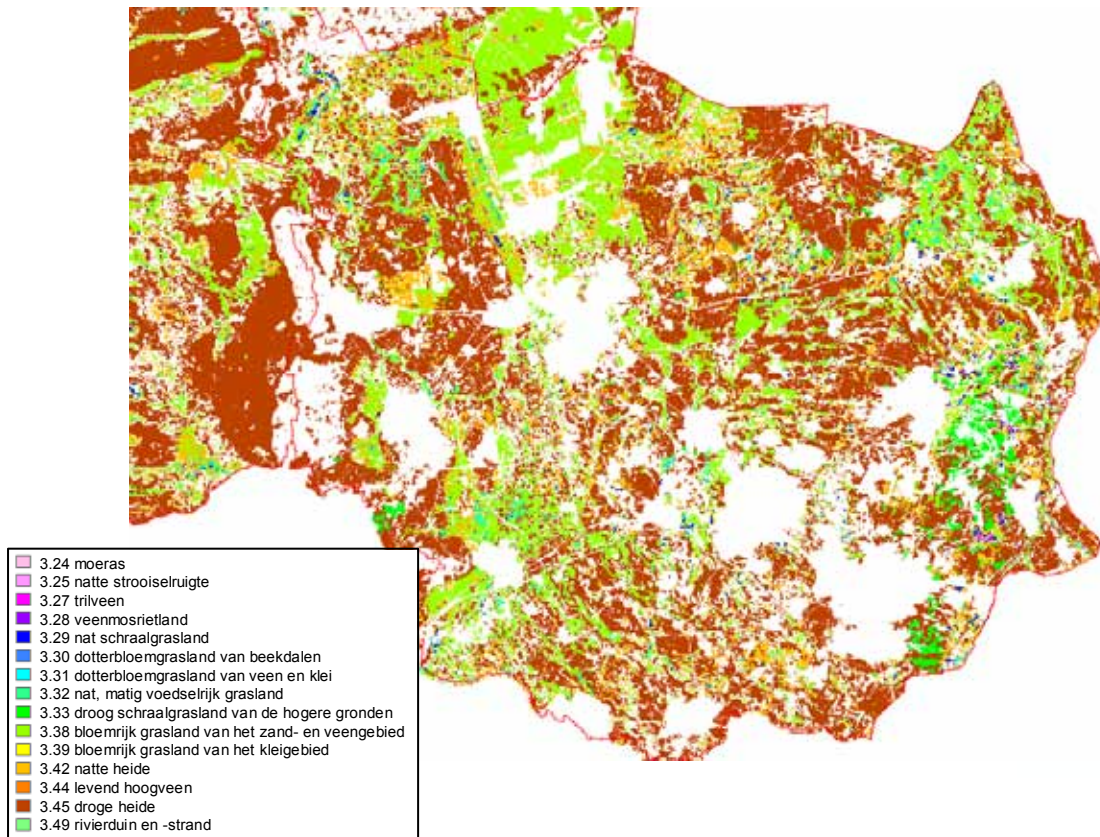 3.24 moeras
3.25 natte strooiselruigte
3.27 trilveen
3.28 veenmosrietland
3.29 nat schraalgrasland
3.30 dotterbloemgrasland van beekdalen
3.31 dotterbloemgrasland van veen en klei
3.32 nat, matig voedselrijk grasland
3.33 droog schraalgrasland van de hogere gronden
3.38 bloemrijk grasland van het zand- en veengebied
3.39 bloemrijk grasland van het kleigebied
3.42 natte heide
3.44 levend hoogveen
3.45 droge heide
3.49 rivierduin en -strand